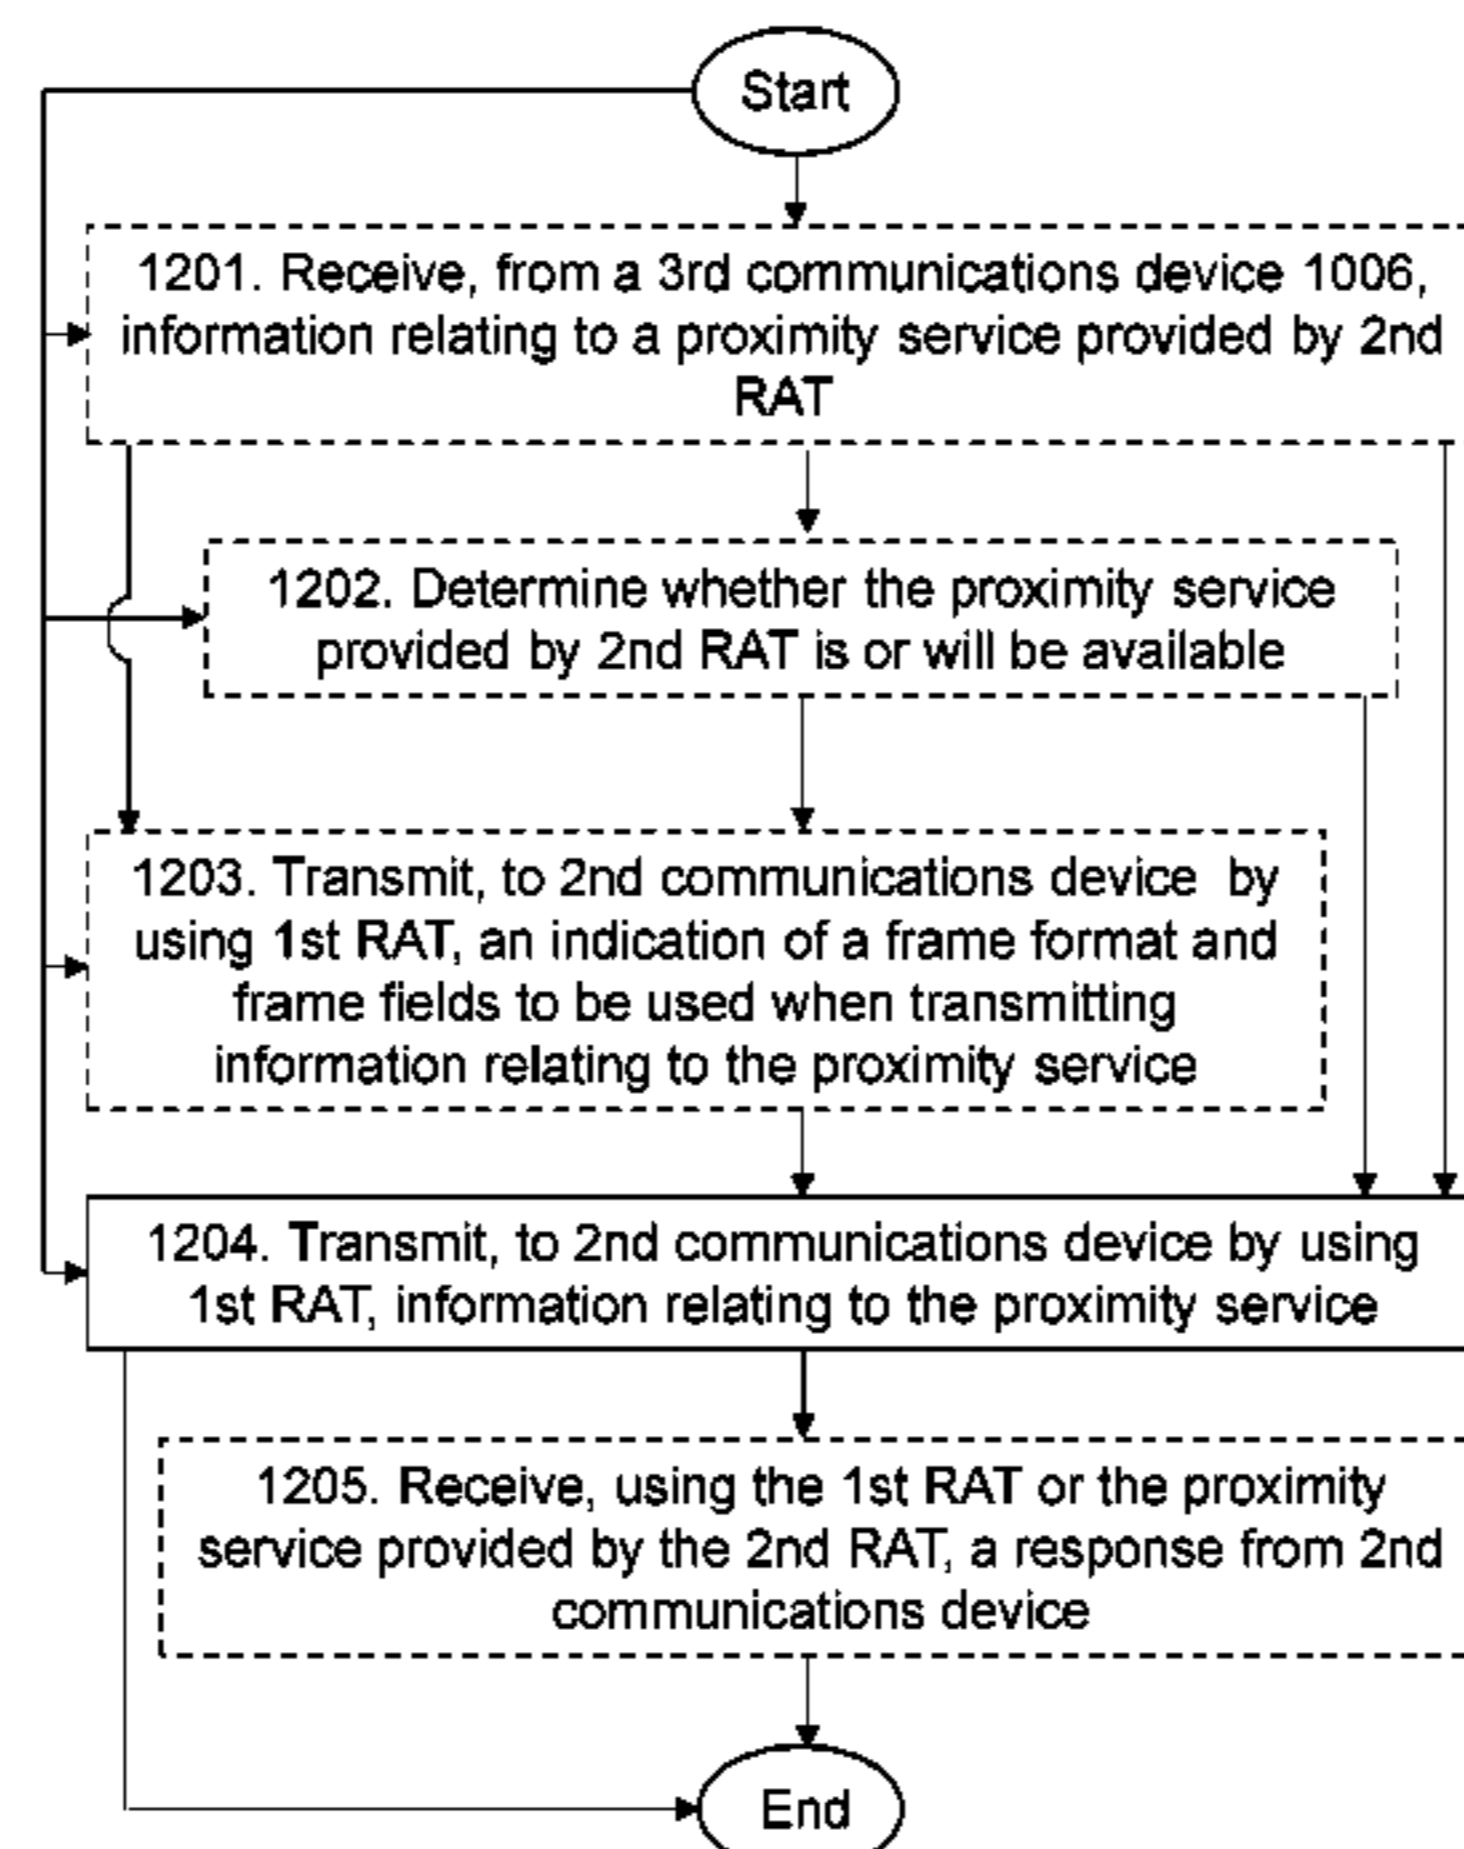 Start
1201. Receive, from a 3rd communications device 1006,
information relating to a proximity service provided by 2nd
RAT
1202. Determine whether the proximity service
provided by 2nd RAT is or will be available
1203. Transmit, to 2nd communications device by
using 1st RAT, an indication of a frame format and
frame fields to be used when transmitting
information relating to the proximity service
1204. Transmit, to 2nd communications device by using
1st RAT, information relating to the proximity service
1205. Receive, using the 1st RAT or the proximity
service provided by the 2nd RAT, a response from 2nd
communications device
End